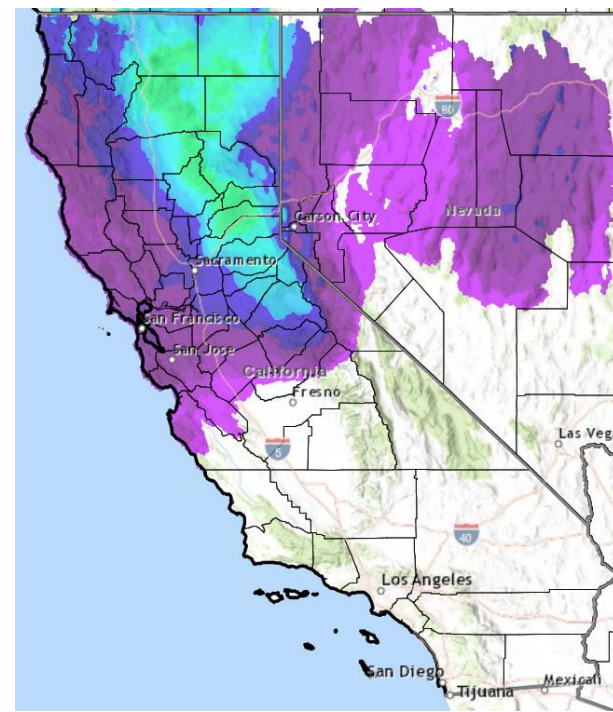 80
Carson City
Nevada
Sacramento
San Francisco
San Jose
California
Fresno
Las Vega
5
40
Los Angeles
San Diego
Mexicali
Tijuana